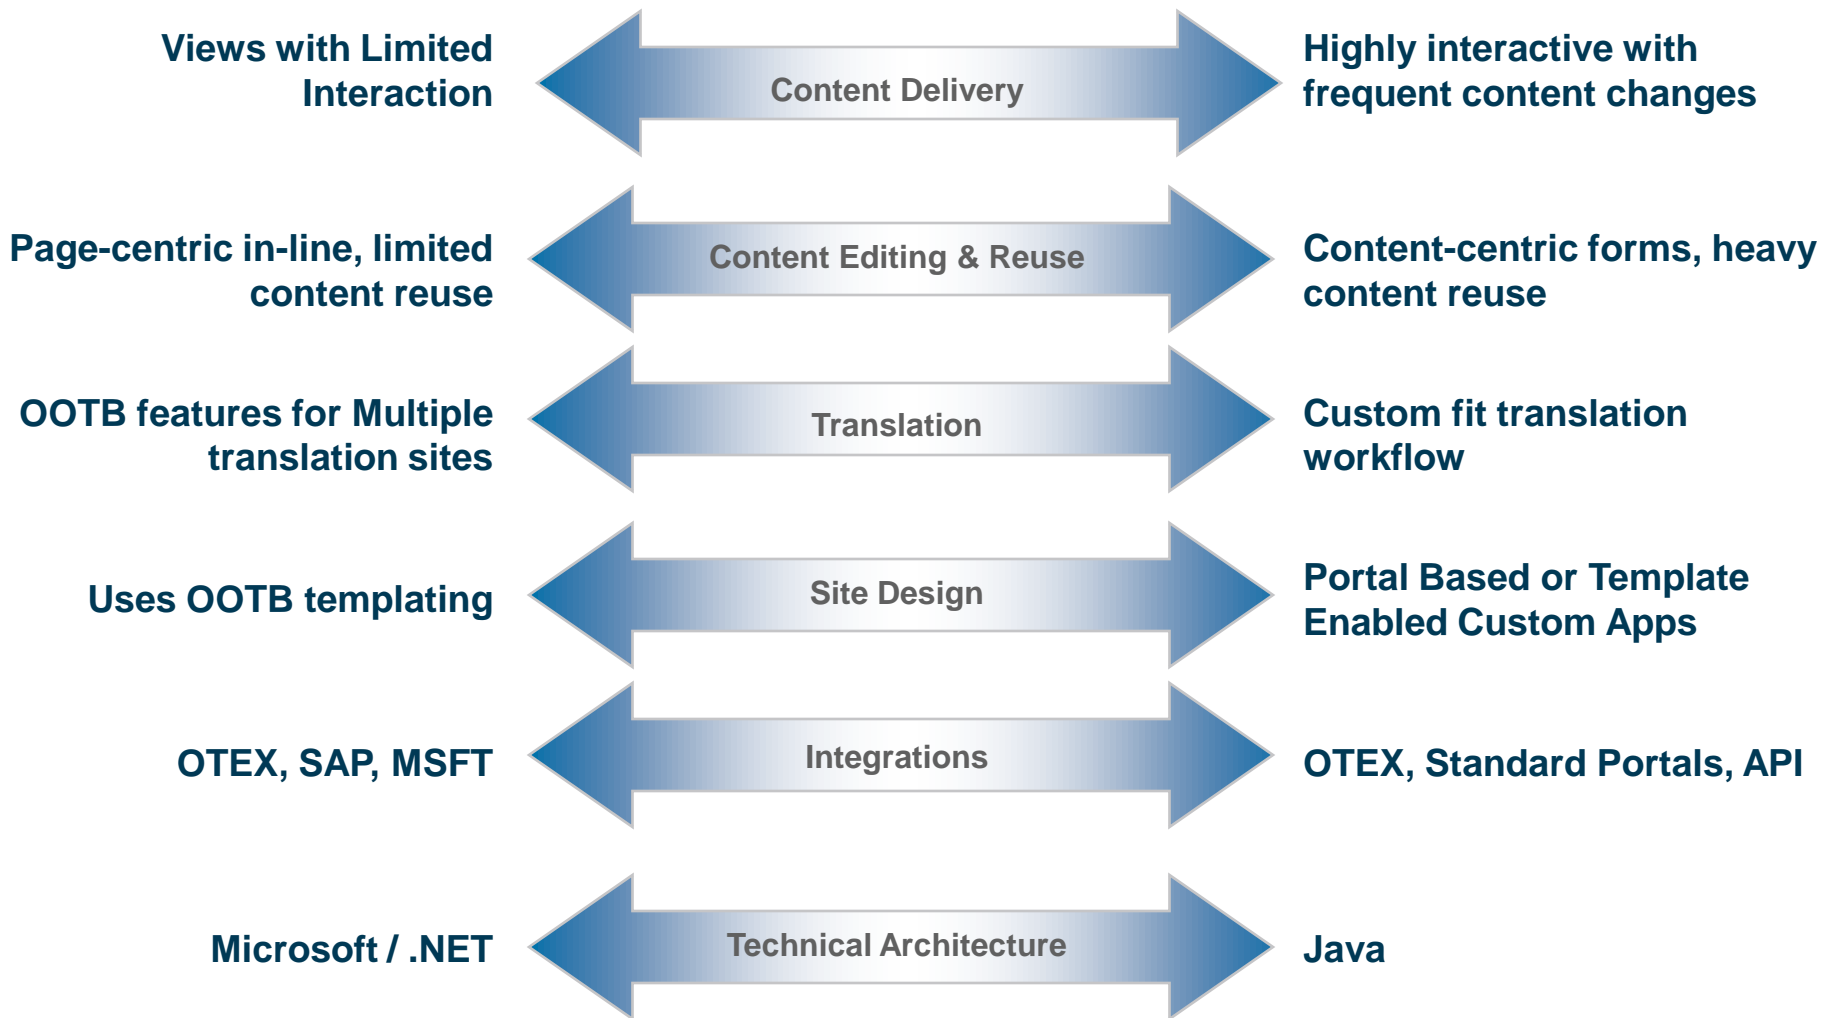 Views with Limited
Interaction
Content Delivery
Highly interactive with
frequent content changes
Page-centric in-line, limited
content reuse
Content Editing & Reuse
Content-centric forms, heavy
content reuse
OOTB features for Multiple
translation sites
Translation
Custom fit translation
workflow
Uses OOTB templating
Site Design
Portal Based or Template
Enabled Custom Apps
OTEX, SAP, MSFT
Integrations
OTEX, Standard Portals, API
Microsoft / .NET
Technical Architecture
Java